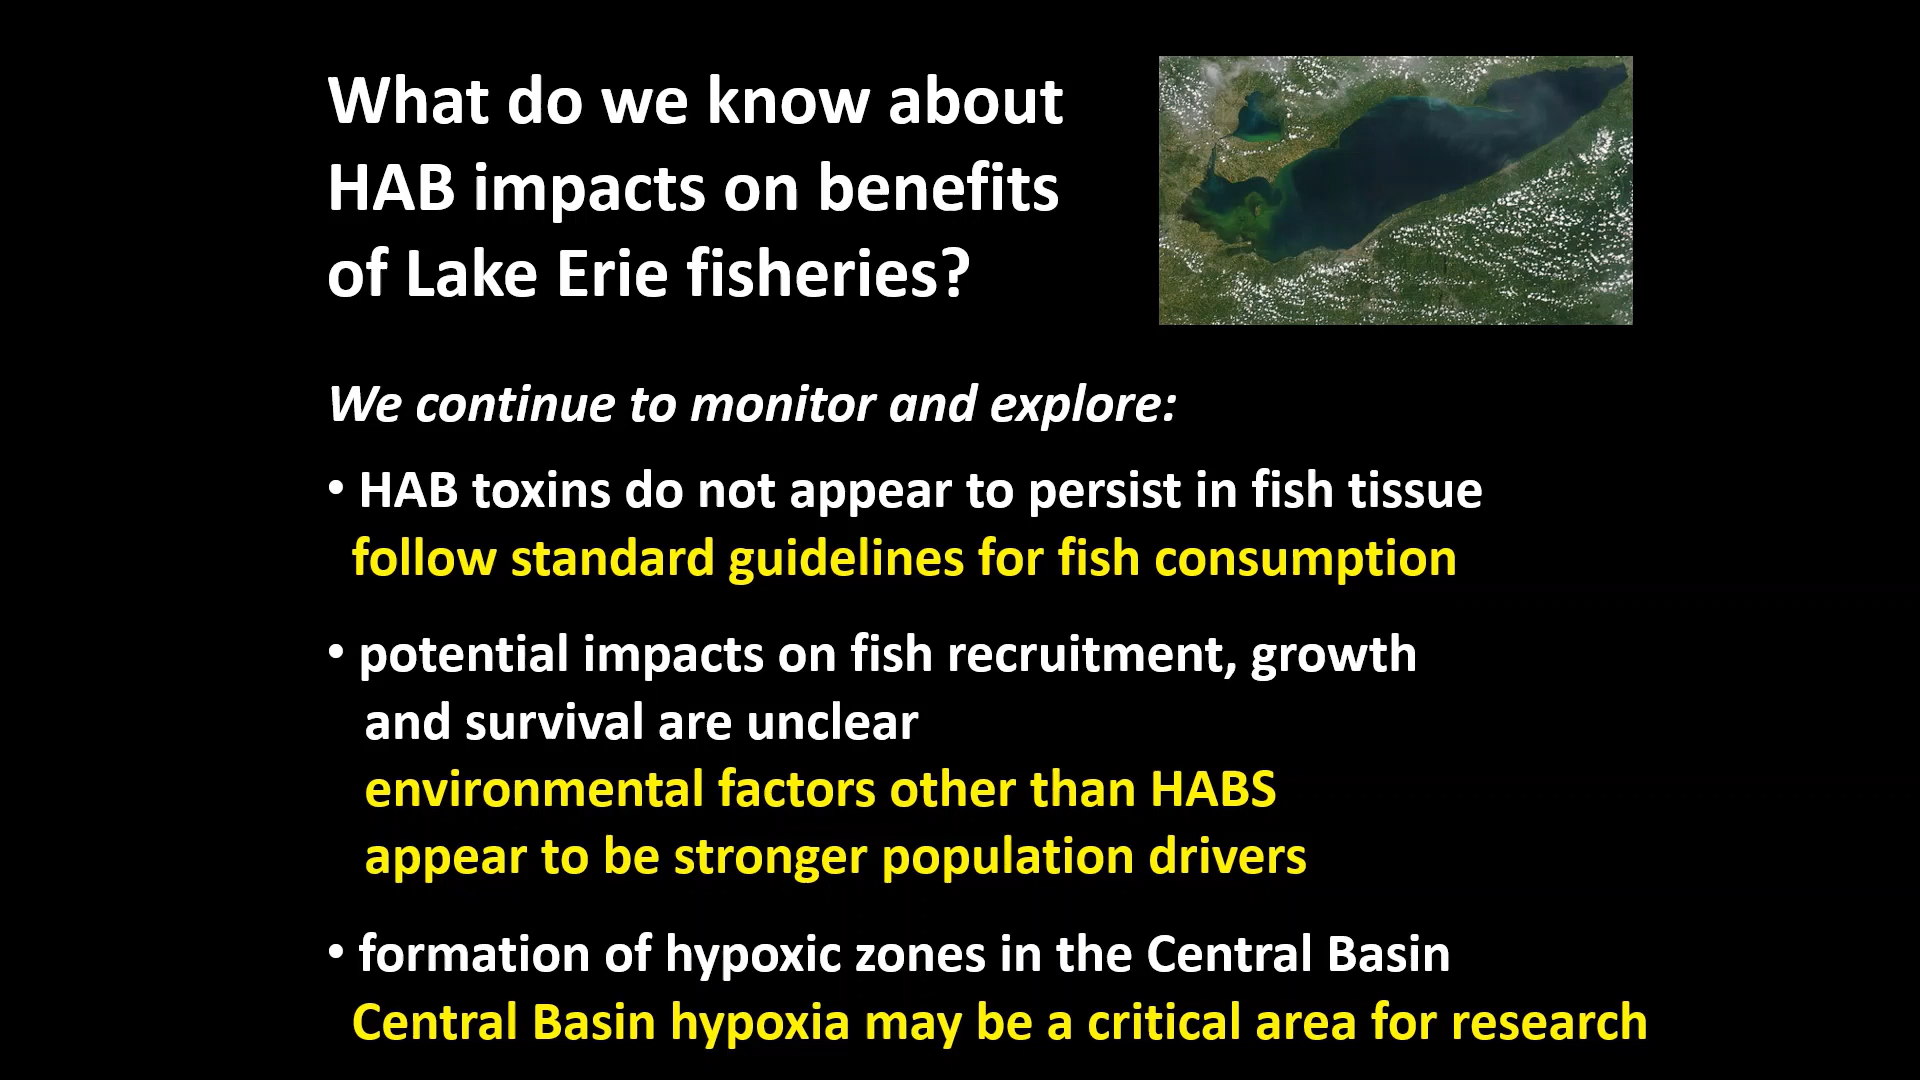 What do we know about
HAB impacts on benefits
of Lake Erie fisheries?
We continue to monitor and explore:
• HAB toxins do not appear to persist in fish tissue
follow standard guidelines for fish consumption
• potential impacts on fish recruitment, growth
and survival are unclear
environmental factors other than HABS
appear to be stronger population drivers
• formation of hypoxic zones in the Central Basin
Central Basin hypoxia may be a critical area for research